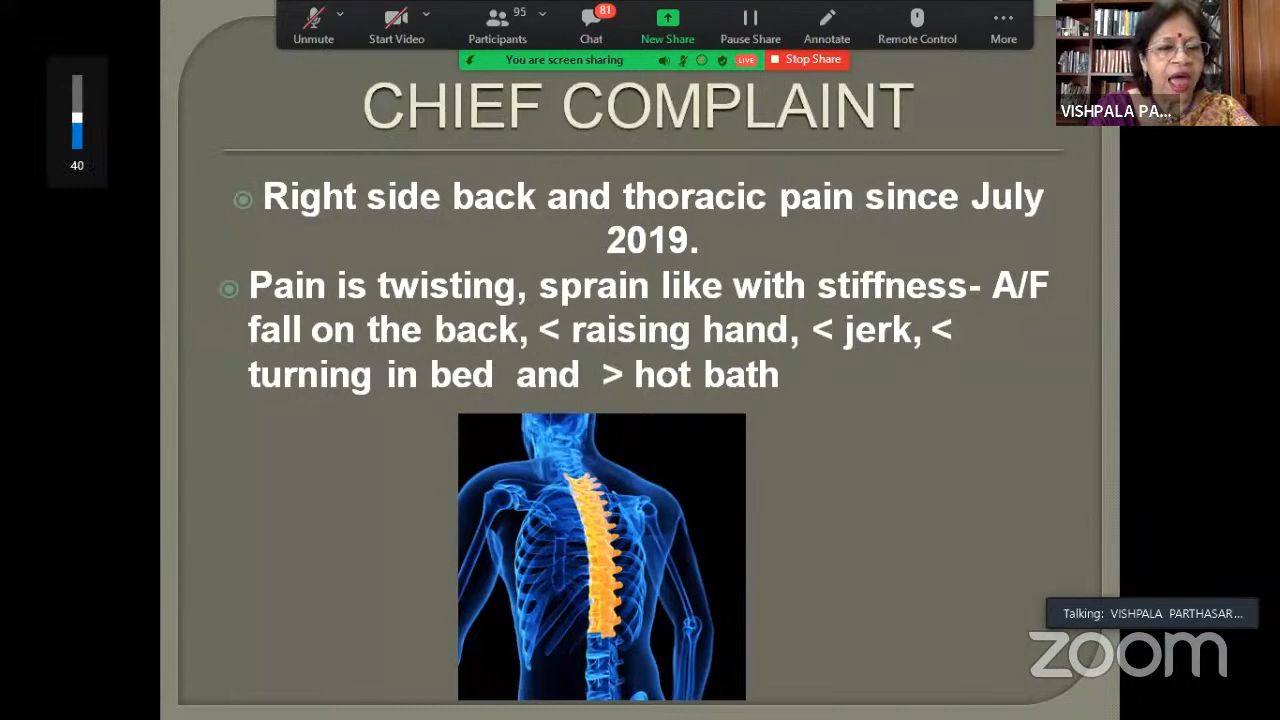 95
81
Unmute
Start Video
Participants
Chat
New Share
Pause Share
Annotate
Remote Control
More
You are screen sharing
LIVE
Stop Share
VISHPALA PA...
40
CHIEF COMPLAINT
Right side back and thoracic pain since July
2019.
Pain is twisting, sprain like with stiffness- A/F
fall on the back, < raising hand, < jerk, <
turning in bed and > hot bath
Talking: VISHPALA PARTHASAR...
zoom